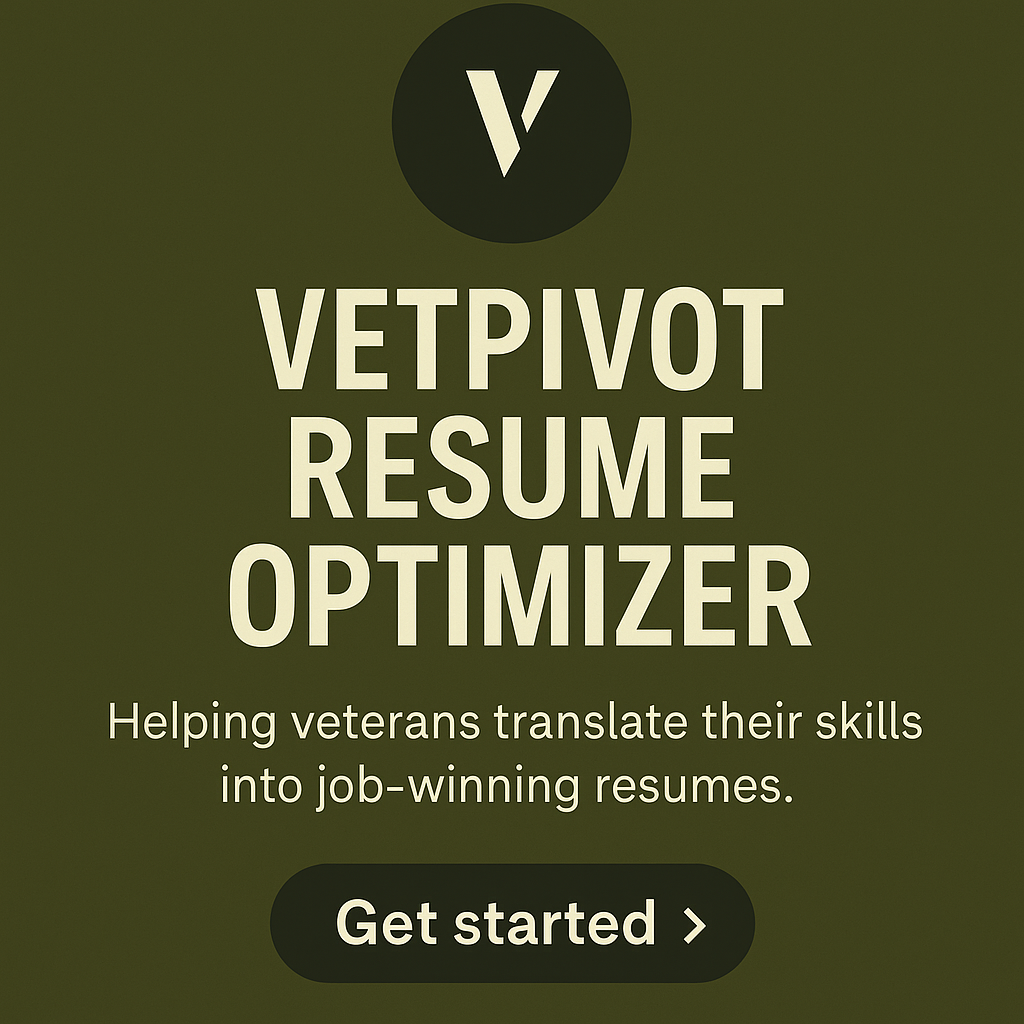 V
VETPIVOT
RESUME
OPTIMIZER
Helping veterans translate their skills
into job-winning resumes.
Get started >